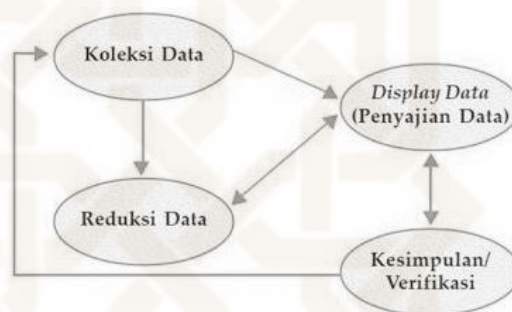 Koleksi Data
Display Data
(Penyajian Data)
Reduksi Data
Kesimpulan/
Verifikasi